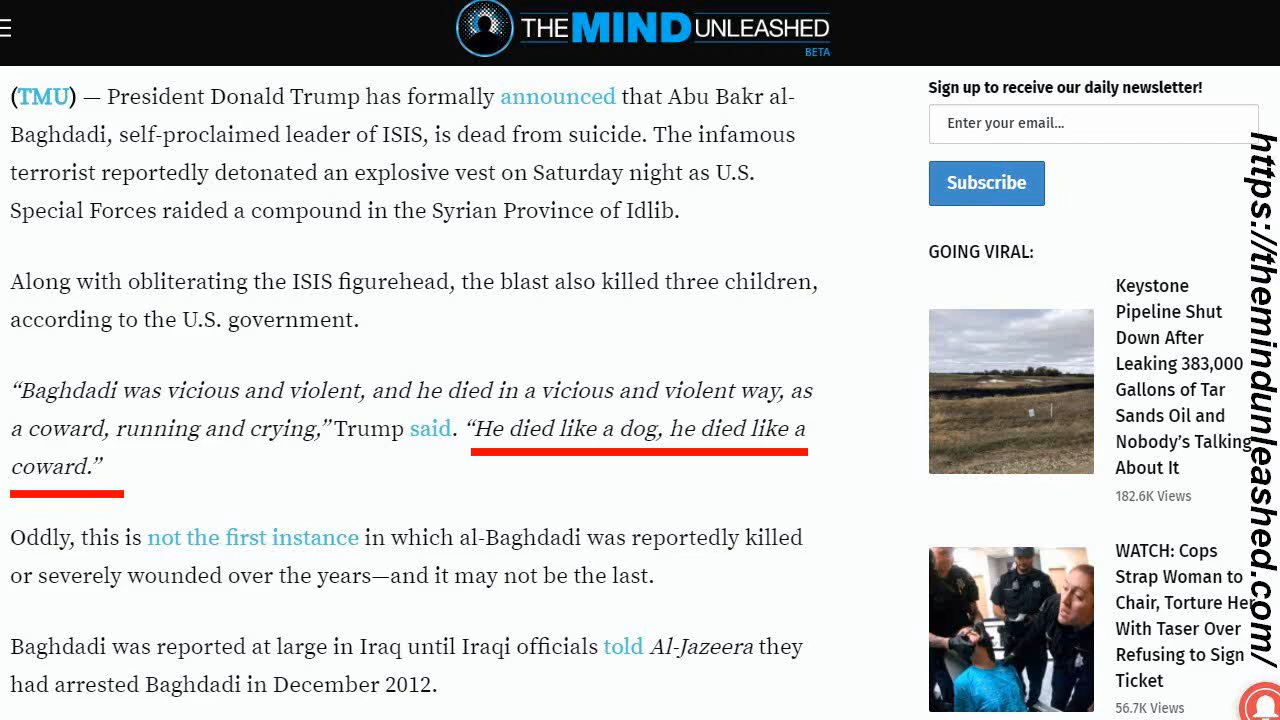 THE MIND UNLEASHED
BETA
(TMU) — President Donald Trump has formally announced that Abu Bakr al-
Baghdadi, self-proclaimed leader of ISIS, is dead from suicide. The infamous
terrorist reportedly detonated an explosive vest on Saturday night as U.S.
Special Forces raided a compound in the Syrian Province of Idlib.
Along with obliterating the ISIS figurehead, the blast also killed three children,
according to the U.S. government.
“Baghdadi was vicious and violent, and he died in a vicious and violent way, as
a coward, running and crying,” Trump said. “He died like a dog, he died like a
coward.”
Oddly, this is not the first instance in which al-Baghdadi was reportedly killed
or severely wounded over the years—and it may not be the last.
Baghdadi was reported at large in Iraq until Iraqi officials told Al-Jazeera they
had arrested Baghdadi in December 2012.
Sign up to receive our daily newsletter!
Enter your email...
Subscribe
GOING VIRAL:
Keystone
Pipeline Shut
Down After
Leaking 383,000
Gallons of Tar
Sands Oil and
Nobody’s Talking
About It
182.6K Views
WATCH: Cops
Strap Woman to
Chair, Torture Her
With Taser Over
Refusing to Sign
Ticket
56.7K Views
https://themindunleashed.com/